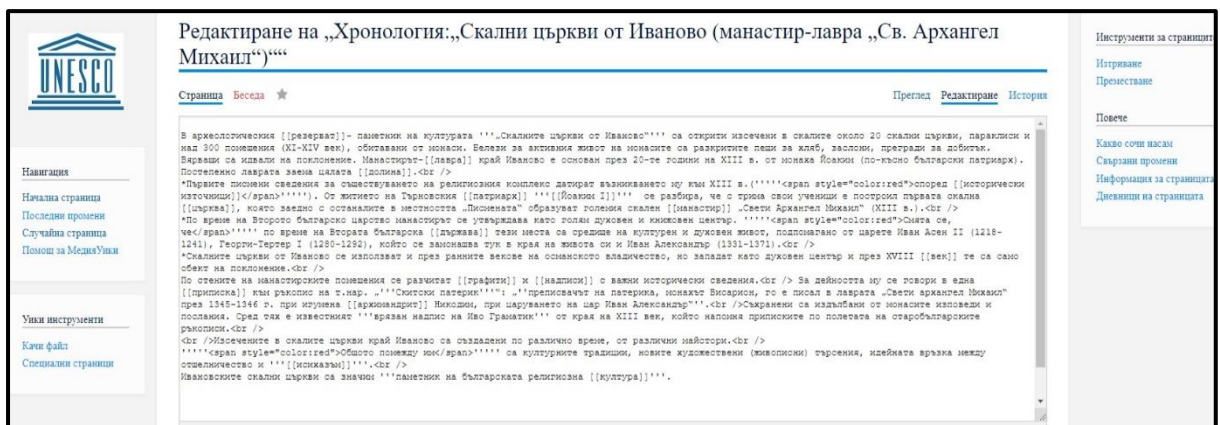 UNESCO
Навигация
Начална страница
Последни промени
Случайна страница
Помощ за МедияУики
Уики инструменти
Качи файл
Специални страници
Редактиране на „Хронология:„Скални църкви от Иваново (манастир-лавра „Св. Архангел
Михаил“)““
Страница Беседа Преглед Редактиране История
В археологическия [[резерват]]- паметник на културата '''„Скалните църкви от Иваново“''' са открити изсечени в скалите около 20 скални църкви, параклиси и
над 300 помещения (XI-XIV век), обитавани от монаси. Белези за активния живот на монасите са разкритите пещи за хляб, заслони, прегради за добитък.
Вярващи са идвали на поклонение. Манастирът-[[лавра]] край Иваново е основан през 20-те години на XIII в. от монаха Йоаким (по-късно български патриарх).
Постепенно лаврата заема цялата [[долина]].<br />
*Първите писмени сведения за съществуването на религиозния комплекс датират възникването му към XIII в.('''''<span style="color:red">според [[исторически
източници]]</span>'''''). От житието на Търновския [[патриарх]] '''[[Йоаким I]]''' се разбира, че с трима свои ученици е построил първата скална
[[църква]], която заедно с останалите в местността „Писмената“ образуват големия скален [[манастир]] „Свети Архангел Михаил“ (XIII в.).<br />
*По време на Второто българско царство манастирът се утвърждава като голям духовен и книжовен център. '''''<span style="color:red">Смята се,
че</span>''''' по време на Втората българска [[държава]] тези места са средище на културен и духовен живот, подпомагано от царете Иван Асен II (1218-
1241), Георги-Тертер I (1280-1292), който се замонашва тук в края на живота си и Иван Александър (1331-1371).<br />
*Скалните църкви от Иваново се използват и през ранните векове на османското владичество, но западат като духовен център и през XVIII [[век]] те са само
обект на поклонение.<br />
По стените на манастирските помещения се разчитат [[графити]] и [[надписи]] с важни исторически сведения.<br /> За дейността му се говори в една
[[приписка]] към ръкопис на т.нар. „'''Скитски патерик'''“: „''преписвачът на патерика, монахът Висарион, го е писал в лаврата „Свети архангел Михаил“
през 1345-1346 г. при игумена [[архимандрит]] Никодим, при царуването на цар Иван Александър“''.<br />Съхранени са издълбани от монасите изповеди и
послания. Сред тях е известният '''врязан надпис на Иво Граматик''' от края на XIII век, който напомня приписките по полетата на старобългарските
ръкописи.<br />
<br />Изсечените в скалите църкви край Иваново са създадени по различно време, от различни майстори.<br />
'''''<span style="color:red">Общото помежду им</span>''''' са културните традиции, новите художествени (живописни) търсения, идейната връзка между
отшелничество и '''[[исихазъм]]'''.<br />
Ивановските скални църкви са значим '''паметник на българската религиозна [[култура]]'''.
Инструменти за страницит
Изтриване
Преместване
Повече
Какво сочи насам
Свързани промени
Информация за страницата
Дневници на страницата